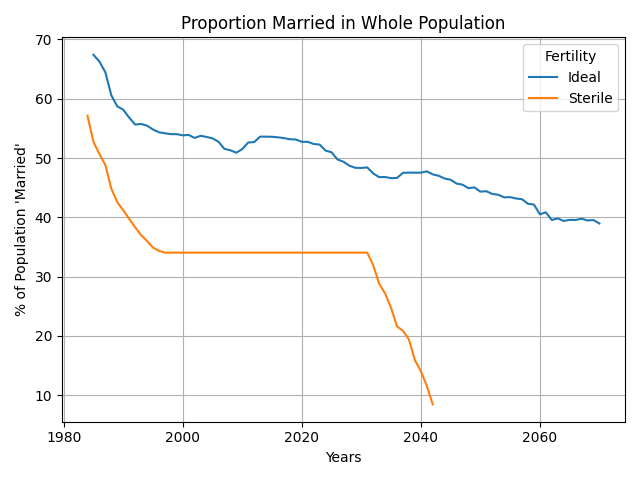 Proportion Married in Whole Population
% of Population 'Married'
70
60
50
40
30
20
10
Fertility
Ideal
Sterile
1980
2000
2020
2040
2060
Years